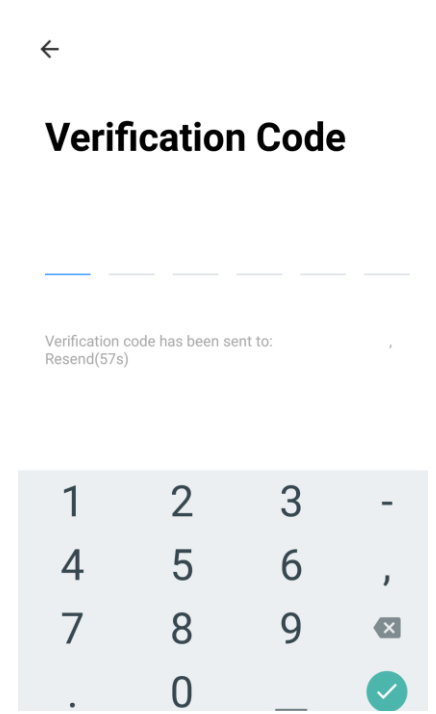 Verification Code
Verification code has been sent to: ,
Resend(57s)
1 2 3 -
4 5 6 ,
7 8 9
. 0 _